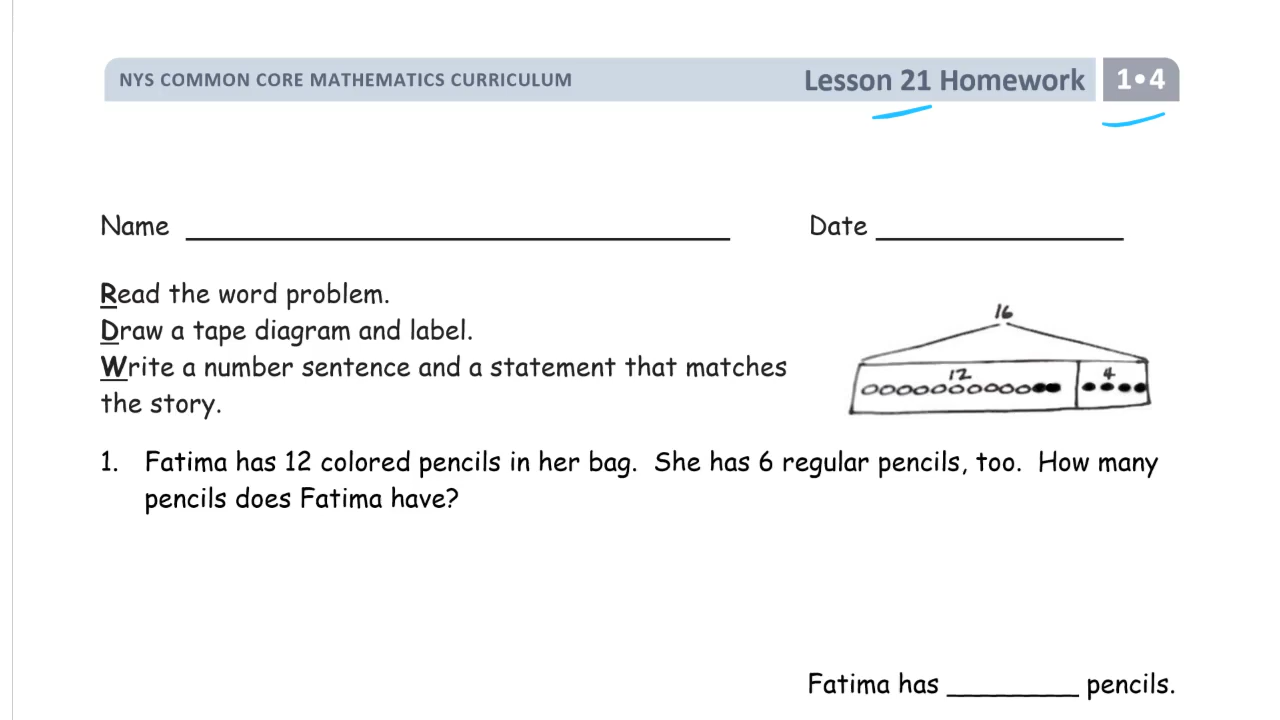 NYS COMMON CORE MATHEMATICS CURRICULUM Lesson 21 Homework 1•4
Name ______________________ Date ______________
Read the word problem.
Draw a tape diagram and label.
Write a number sentence and a statement that matches
the story.
16
12 4
1. Fatima has 12 colored pencils in her bag. She has 6 regular pencils, too. How many
pencils does Fatima have?
Fatima has _________ pencils.